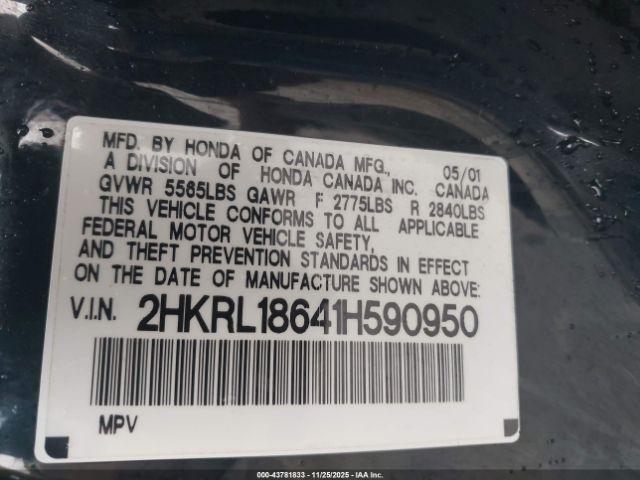 MFD. BY HONDA OF CANADA MFG., 05/01
A DIVISION OF HONDA CANADA INC. CANADA
GVWR 5565LBS GAWR F 2775LBS R 2840LBS
THIS VEHICLE CONFORMS TO ALL APPLICABLE
FEDERAL MOTOR VEHICLE SAFETY,
AND THEFT PREVENTION STANDARDS IN EFFECT
ON THE DATE OF MANUFACTURE SHOWN ABOVE:
V.I.N. 2HKRL18641H590950
MPV
000-43781833 - 11/25/2025 - IAA Inc.